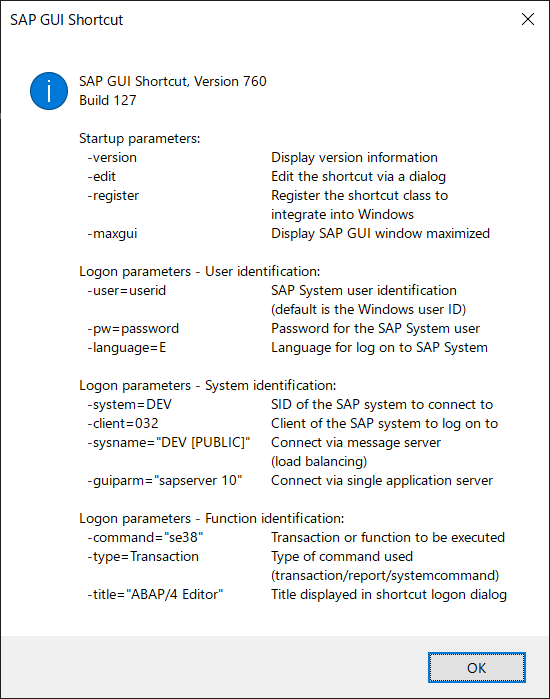 SAP GUI Shortcut
SAP GUI Shortcut, Version 760
Build 127
Startup parameters:
-version Display version information
-edit Edit the shortcut via a dialog
-register Register the shortcut class to
integrate into Windows
-maxgui Display SAP GUI window maximized
Logon parameters - User identification:
-user=userid SAP System user identification
(default is the Windows user ID)
-pw=password Password for the SAP System user
-language=E Language for log on to SAP System
Logon parameters - System identification:
-system=DEV SID of the SAP system to connect to
-client=032 Client of the SAP system to log on to
-sysname="DEV [PUBLIC]" Connect via message server
(load balancing)
-guiparm="sapserver 10" Connect via single application server
Logon parameters - Function identification:
-command="se38" Transaction or function to be executed
-type=Transaction Type of command used
(transaction/report/systemcommand)
-title="ABAP/4 Editor" Title displayed in shortcut logon dialog
OK